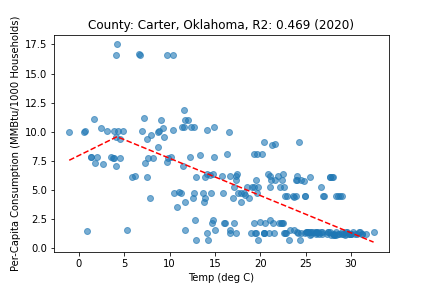 County: Carter, Oklahoma, R2: 0.469 (2020)
Per-Capita Consumption (MMBtu/1000 Households)
17.5
15.0
12.5
10.0
7.5
5.0
2.5
0.0
0 5 10 15 20 25 30
Temp (deg C)